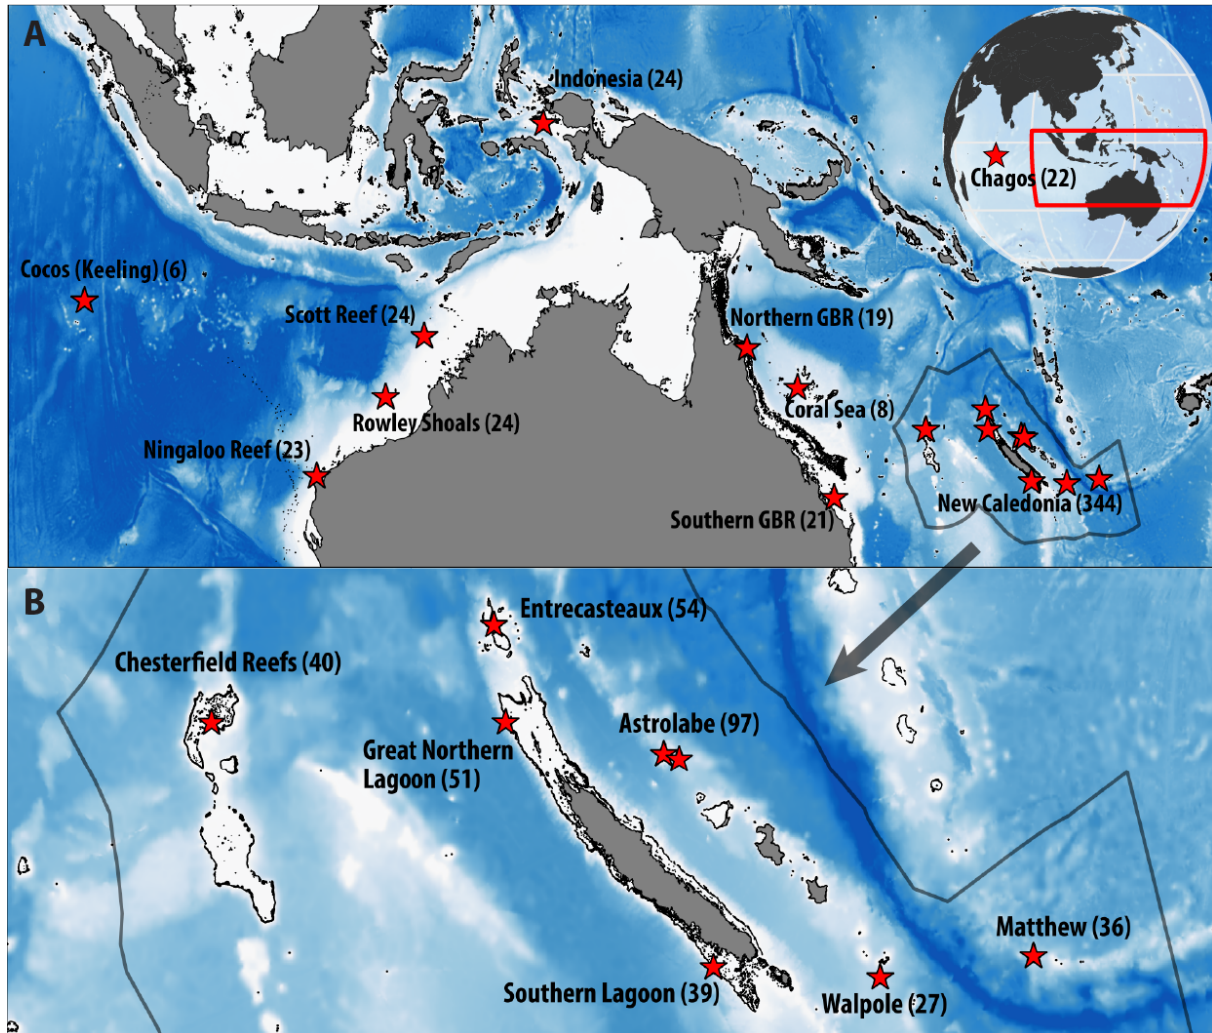 A
Indonesia (24)
Chagos (22)
Cocos (Keeling) (6)
Scott Reef (24)
Northern GBR (19)
Rowley Shoals (24)
Coral Sea (8)
Ningaloo Reef (23)
New Caledonia (344)
Southern GBR (21)
B
Entrecasteaux (54)
Chesterfield Reefs (40)
Astrolabe (97)
Great Northern
Lagoon (51)
Matthew (36)
Southern Lagoon (39)
Walpole (27)